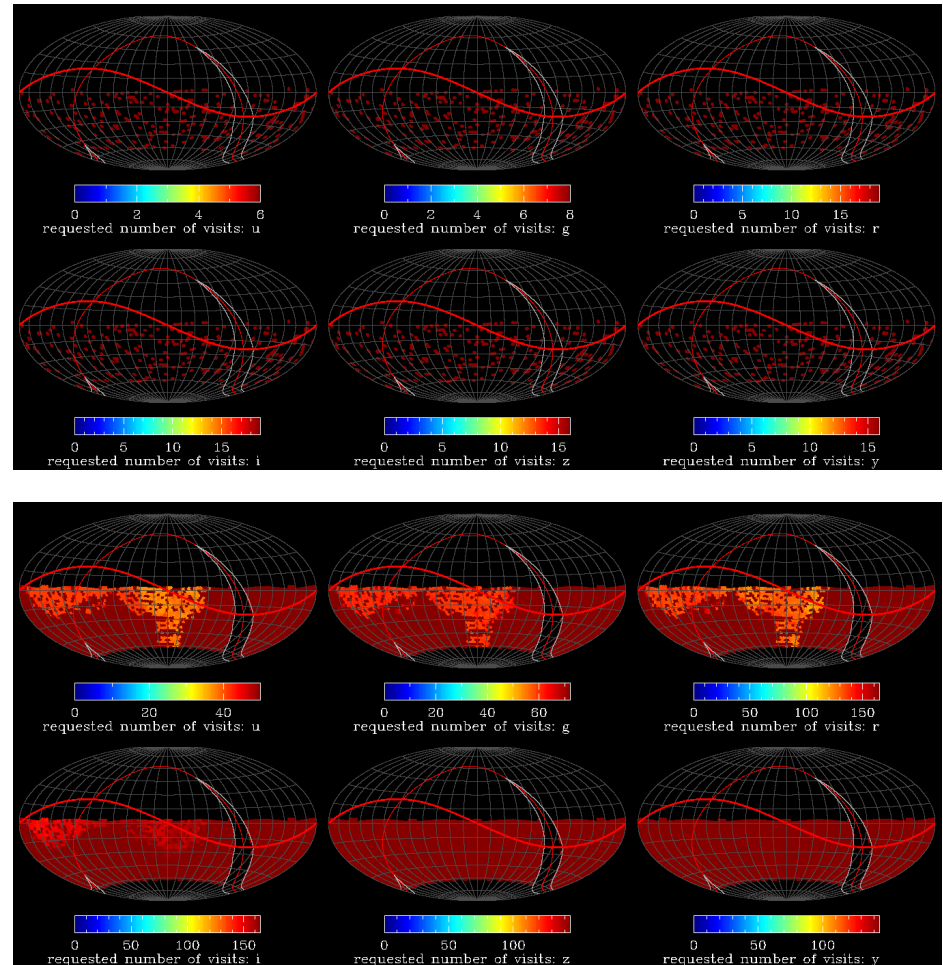 0 2 4 6 0 2 4 6 8 0 5 10 15
requested number of visits: u requested number of visits: g requested number of visits: r
0 5 10 15 0 5 10 15 0 5 10 15
requested number of visits: i requested number of visits: z requested number of visits: y
0 20 40 0 20 40 60 0 50 100 150
requested number of visits: u requested number of visits: g requested number of visits: r
0 50 100 150 0 50 100 0 50 100
requested number of visits: i requested number of visits: z requested number of visits: y